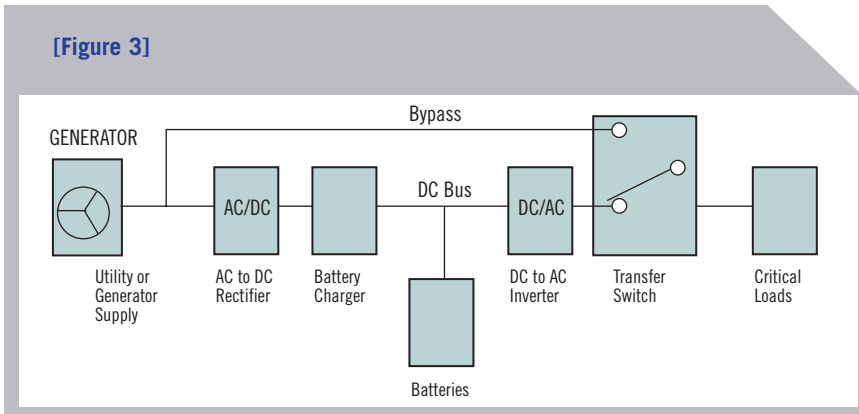 [Figure 3]
Bypass
GENERATOR
AC/DC
DC Bus
DC/AC
Utility or
Generator
Supply
AC to DC
Rectifier
Battery
Charger
DC to AC
Inverter
Transfer
Switch
Critical
Loads
Batteries